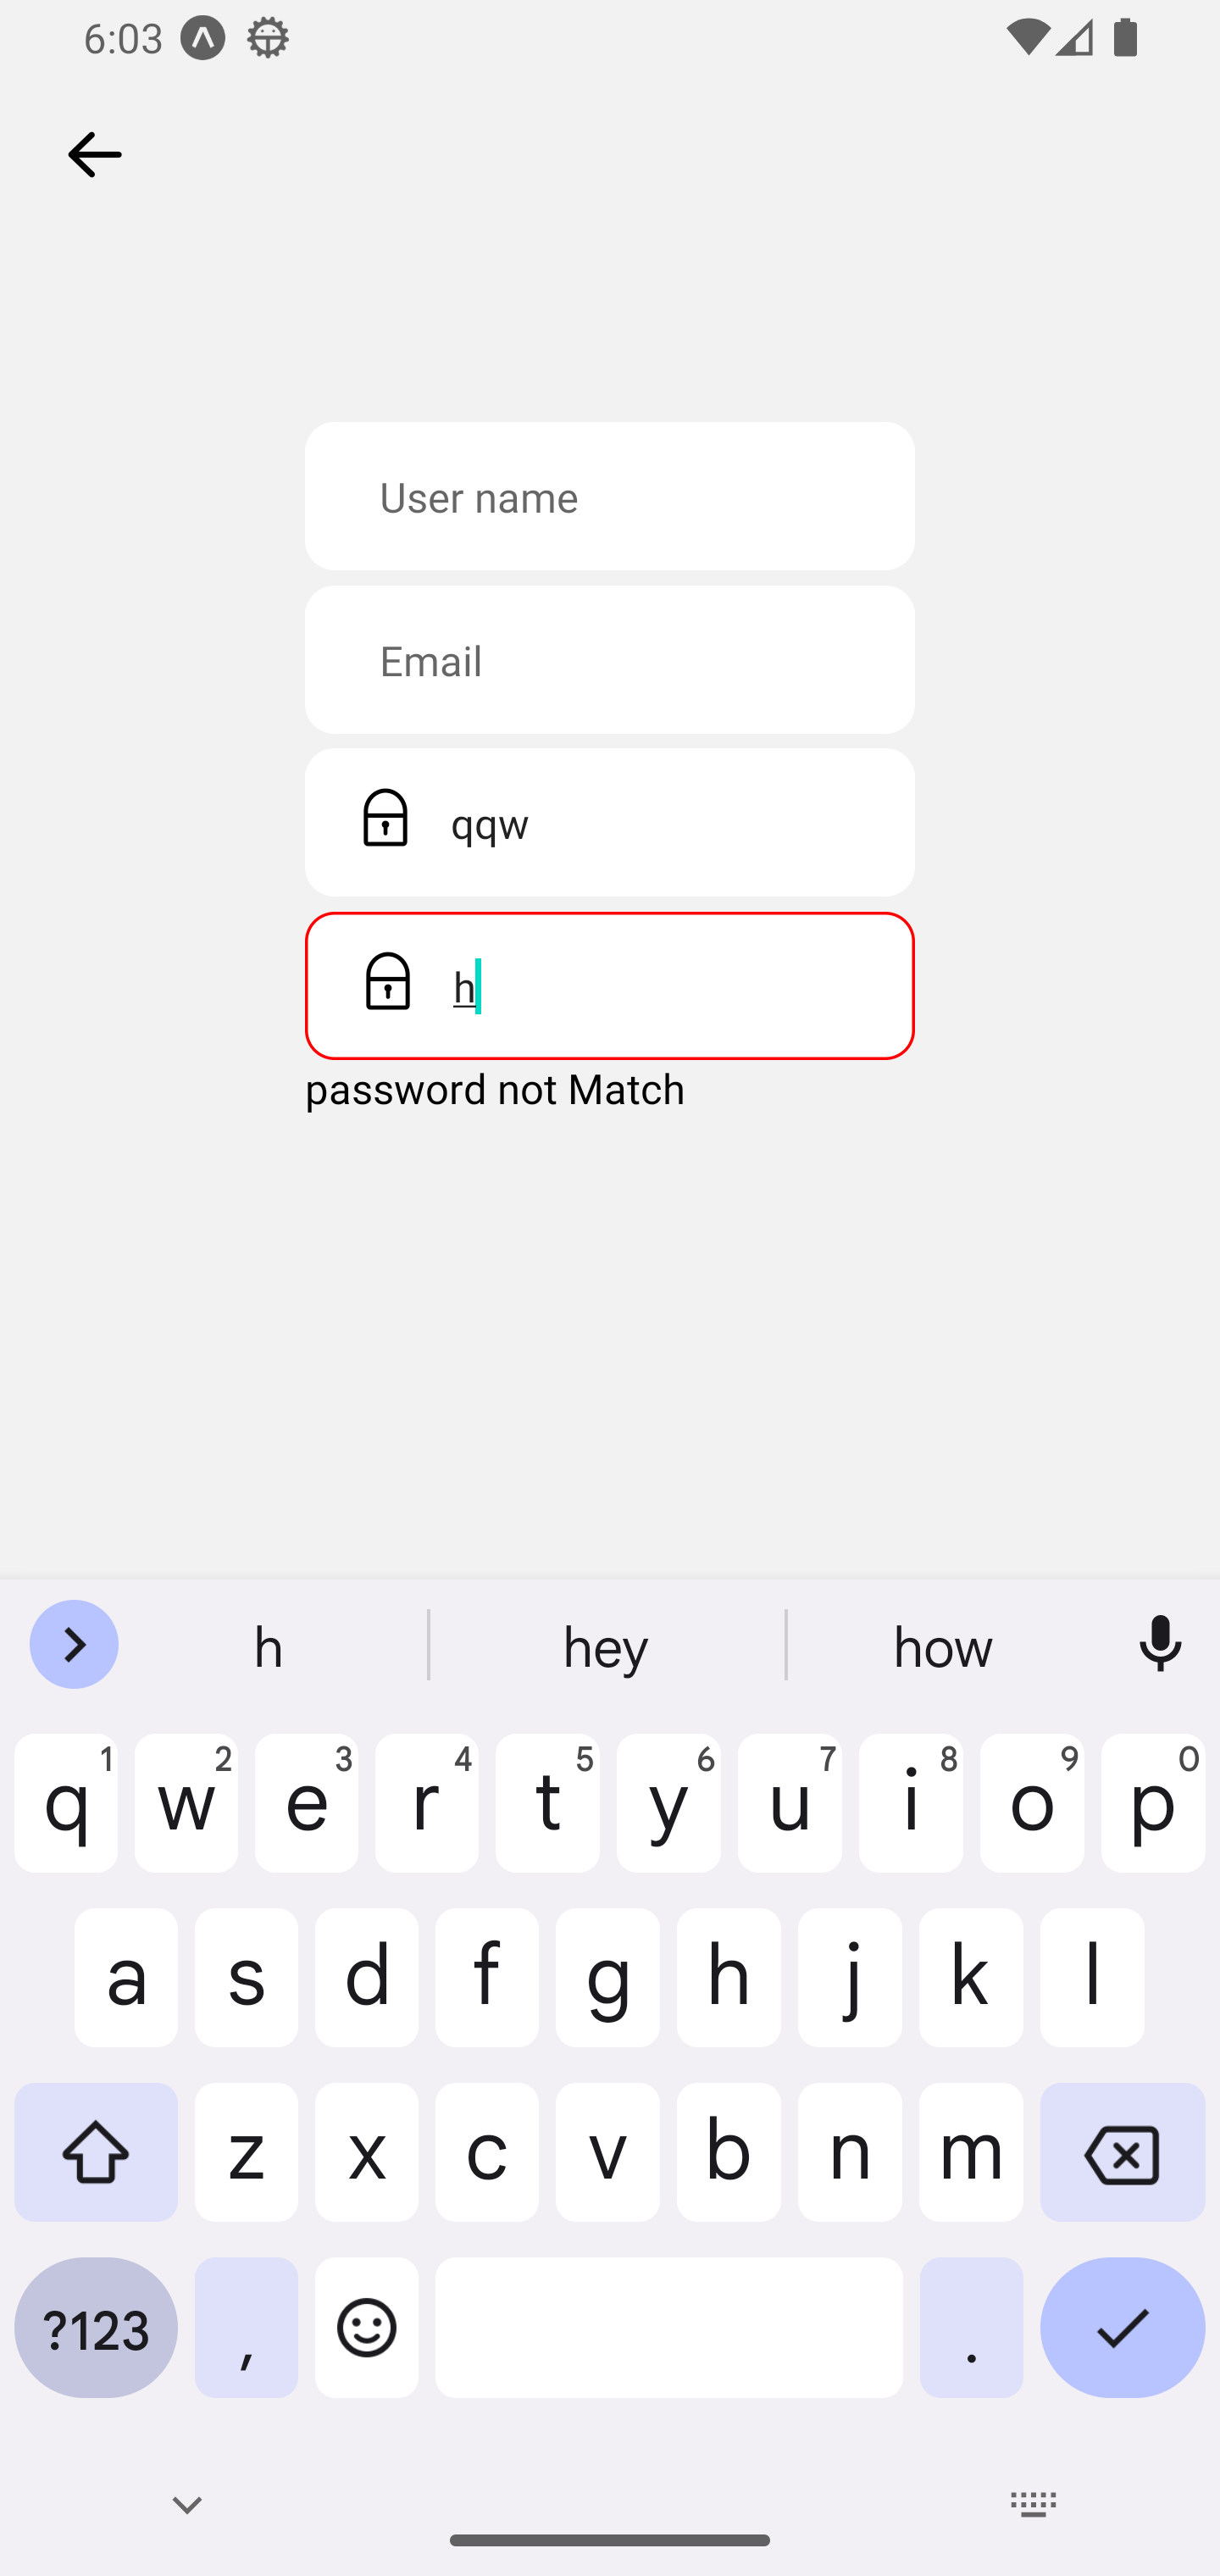 6:03
User name
Email
qqw
h
password not Match
h hey how
1 2 3 4 5 6 7 8 9 0
q w e r t y u i o p
a s d f g h j k l
z x c v b n m
?123 , .